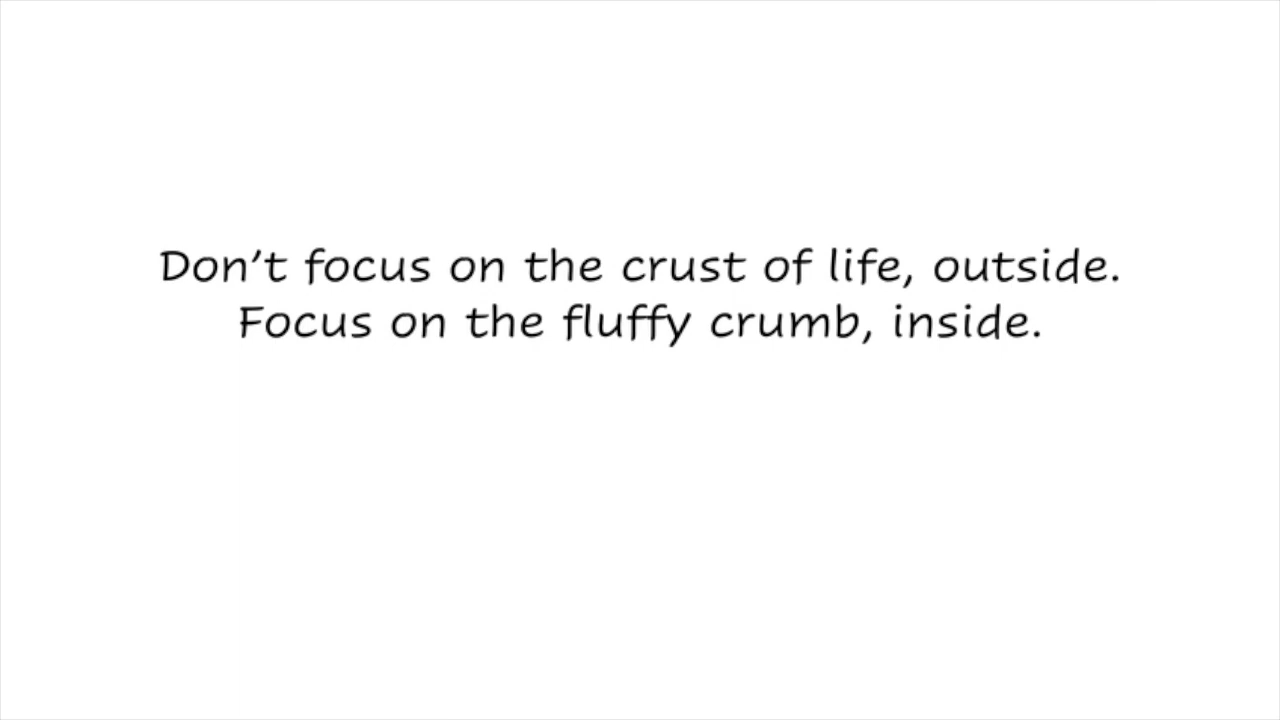 Don’t focus on the crust of life, outside.
Focus on the fluffy crumb, inside.